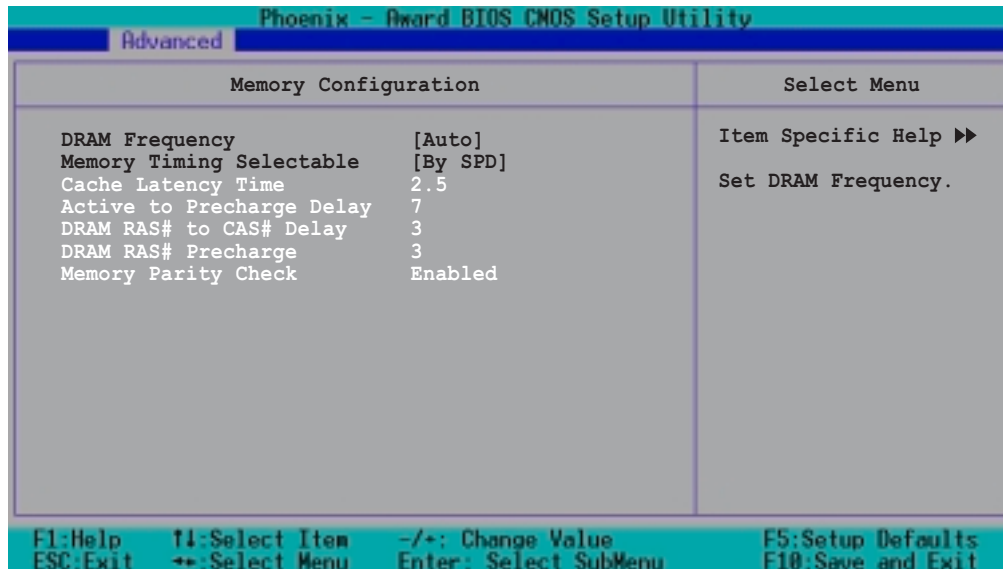 Phoenix - Award BIOS CMOS Setup Utility
Advanced
Memory Configuration
Select Menu
DRAM Frequency [Auto]
Memory Timing Selectable [By SPD]
Cache Latency Time 2.5
Active to Precharge Delay 7
DRAM RAS# to CAS# Delay 3
DRAM RAS# Precharge 3
Memory Parity Check Enabled
Item Specific Help ▶▶
Set DRAM Frequency.
F1:Help ↑↓:Select Item -/+: Change Value F5:Setup Defaults
ESC:Exit →←:Select Menu Enter: Select SubMenu F10:Save and Exit